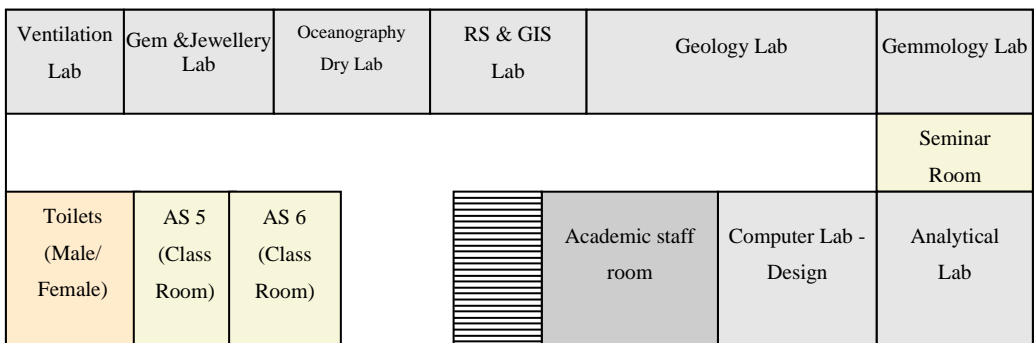 Ventilation
Lab
Gem &Jewellery
Lab
Oceanography
Dry Lab
RS & GIS
Lab
Geology Lab
Gemmology Lab
Seminar
Room
Toilets
(Male/
Female)
AS 5
(Class
Room)
AS 6
(Class
Room)
Academic staff
room
Computer Lab -
Design
Analytical
Lab